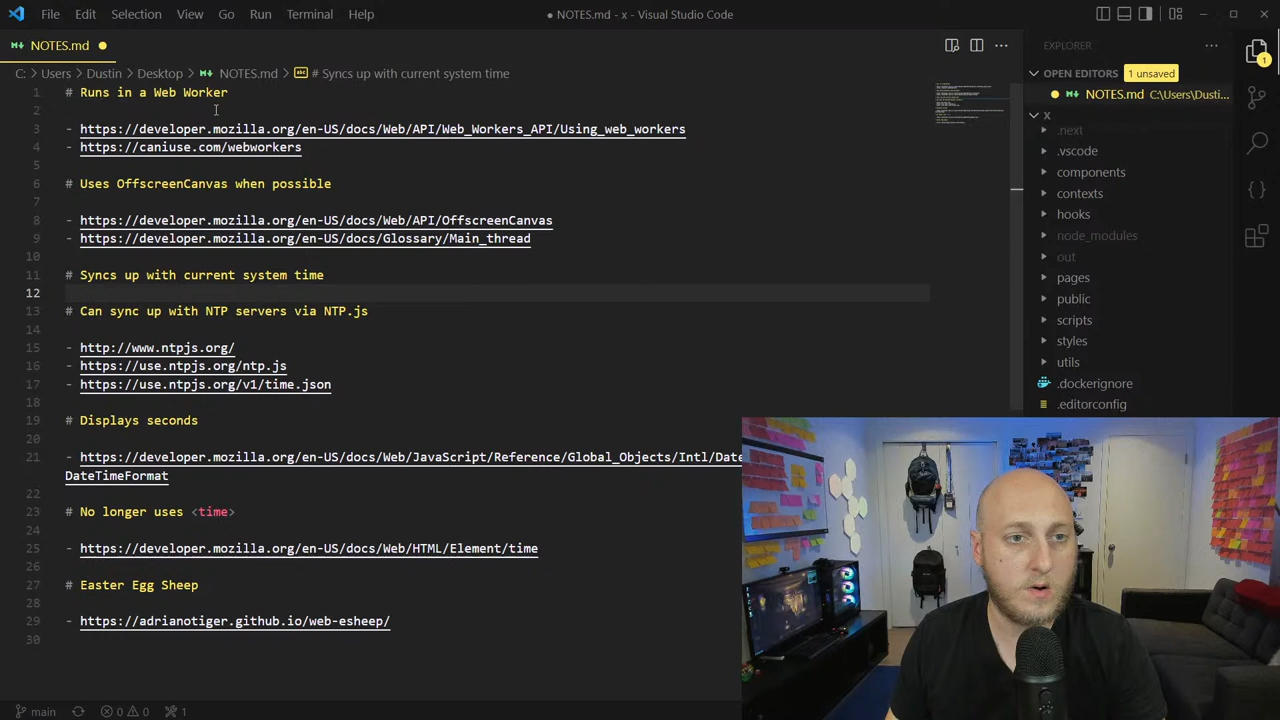 File Edit Selection View Go Run Terminal Help
● NOTES.md - x - Visual Studio Code
NOTES.md
C: > Users > Dustin > Desktop > NOTES.md > # Syncs up with current system time
1 # Runs in a Web Worker
2
3 - https://developer.mozilla.org/en-US/docs/Web/API/Web_Workers_API/Using_web_workers
4 - https://caniuse.com/webworkers
5
6 # Uses OffscreenCanvas when possible
7
8 - https://developer.mozilla.org/en-US/docs/Web/API/OffscreenCanvas
9 - https://developer.mozilla.org/en-US/docs/Glossary/Main_thread
10
11 # Syncs up with current system time
12
13 # Can sync up with NTP servers via NTP.js
14
15 - http://www.ntpjs.org/
16 - https://use.ntpjs.org/ntp.js
17 - https://use.ntpjs.org/v1/time.json
18
19 # Displays seconds
20
21 - https://developer.mozilla.org/en-US/docs/Web/JavaScript/Reference/Global_Objects/Intl/Date
DateTimeFormat
22
23 # No longer uses <time>
24
25 - https://developer.mozilla.org/en-US/docs/Web/HTML/Element/time
26
27 # Easter Egg Sheep
28
29 - https://adrianotiger.github.io/web-esheep/
30
EXPLORER
OPEN EDITORS 1 unsaved
NOTES.md C:\Users\Dusti...
X
.next
.vscode
components
contexts
hooks
node_modules
out
pages
public
scripts
styles
utils
.dockerignore
.editorconfig
1
main 0 0 1